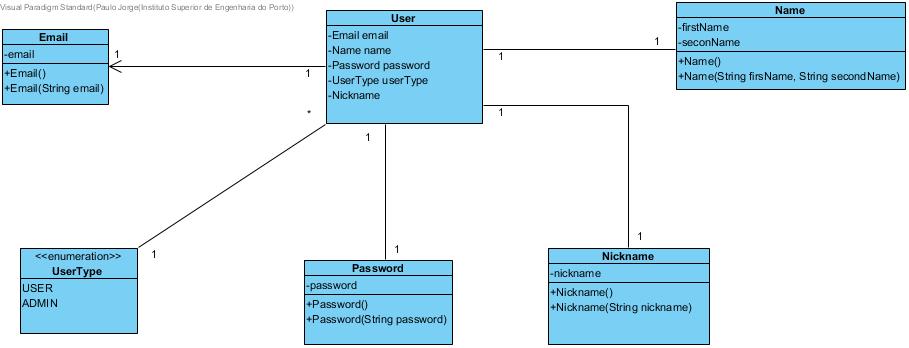 Visual Paradigm Standard(Paulo Jorge(Instituto Superior de Engenharia do Porto))
Email
-email
+Email()
+Email(String email)
1
1
User
-Email email
-Name name
-Password password
-UserType userType
-Nickname
1
1
Name
-firstName
-seconName
+Name()
+Name(String firsName, String secondName)
*
1
1
1
<<enumeration>>
UserType
USER
ADMIN
1
Password
-password
+Password()
+Password(String password)
1
Nickname
-nickname
+Nickname()
+Nickname(String nickname)